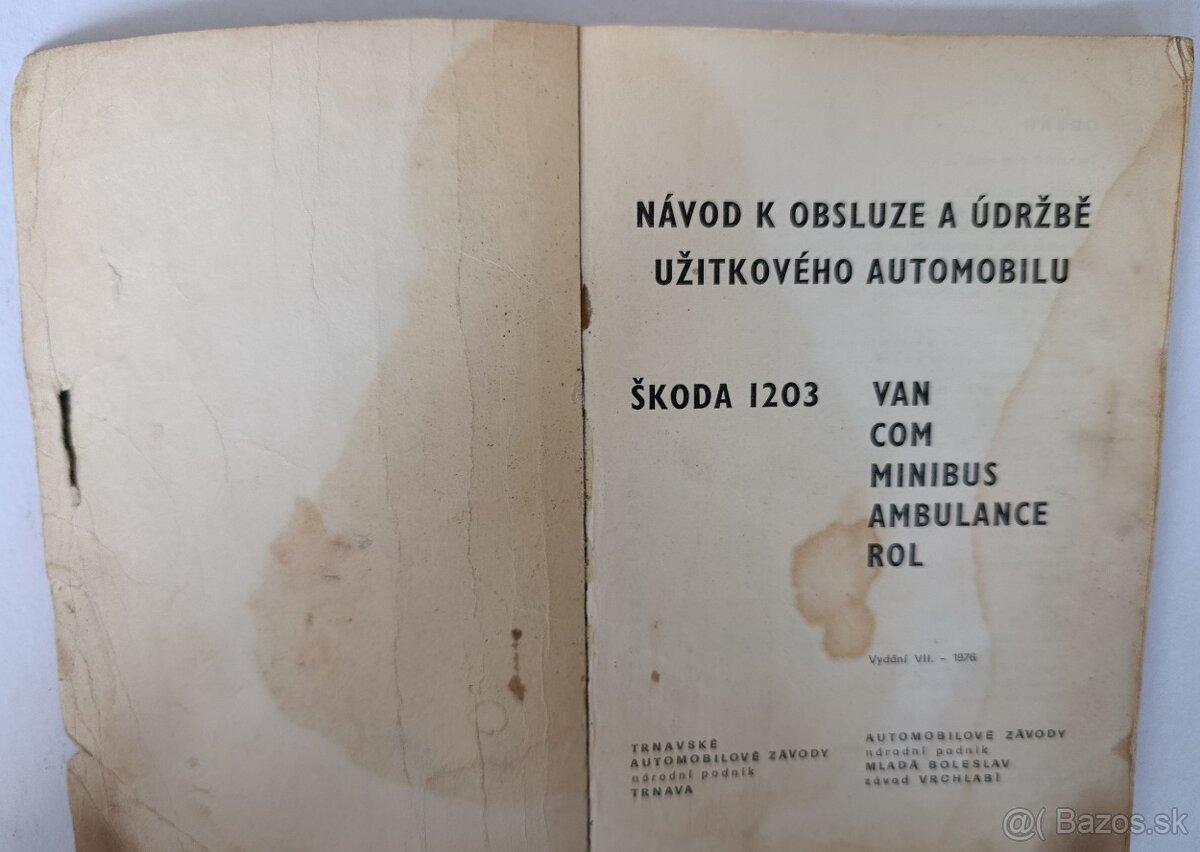 NÁVOD K OBSLUZE A ÚDRŽBĚ
UŽITKOVÉHO AUTOMOBILU
ŠKODA 1203
VAN
COM
MINIBUS
AMBULANCE
ROL
Vydání VII. - 1976
TRNAVSKÉ
AUTOMOBILOVÉ ZÁVODY
národní podnik
TRNAVA
AUTOMOBILOVÉ ZÁVODY
národní podnik
MLADÁ BOLESLAV
závod VRCHLABÍ
@( Bazos.sk